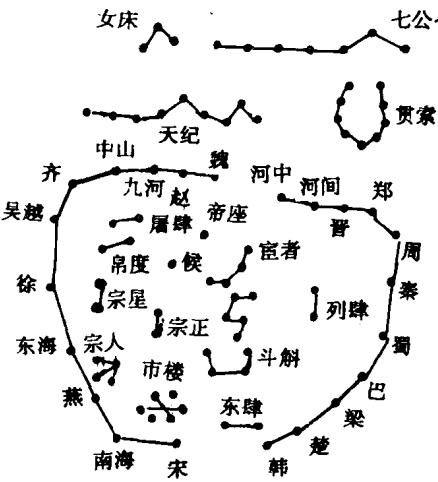 女床
七公
天纪
贯索
中山
魏
河中
齐
九河
赵
河间
郑
吴越
屠肆
帝座
晋
宦者
周
帛度
候
徐
宗星
秦
列肆
宗正
东海
宗人
蜀
市楼
斗斛
燕
巴
东肆
梁
南海
楚
宋
韩